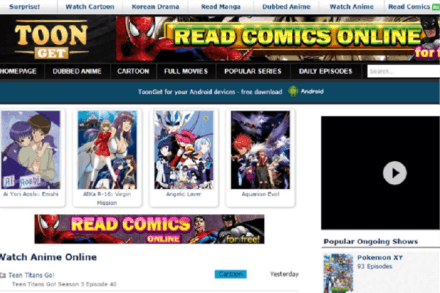 Surprise!
Watch Cartoon
Korean Drama
Read Manga
Dubbed Anime
Watch Anime
Read Comics
TOON
GET
READ COMICS ONLINE
for f
HOMEPAGE
DUBBED ANIME
CARTOON
FULL MOVIES
POPULAR SERIES
DAILY EPISODES
Search...
ToonGet for your Android devices - free download
Android
Ai Yori Aoshi: Enishi
AIKa R-16: Virgin
Mission
Angelic Layer
Aquarion Evol
READ COMICS
ONLINE
for free!
Popular Ongoing Shows
Watch Anime Online
Pokemon XY
93 Episodes
Teen Titans Go!
Cartoon
Yesterday
Teen Titans Go! Season 3 Episode 40